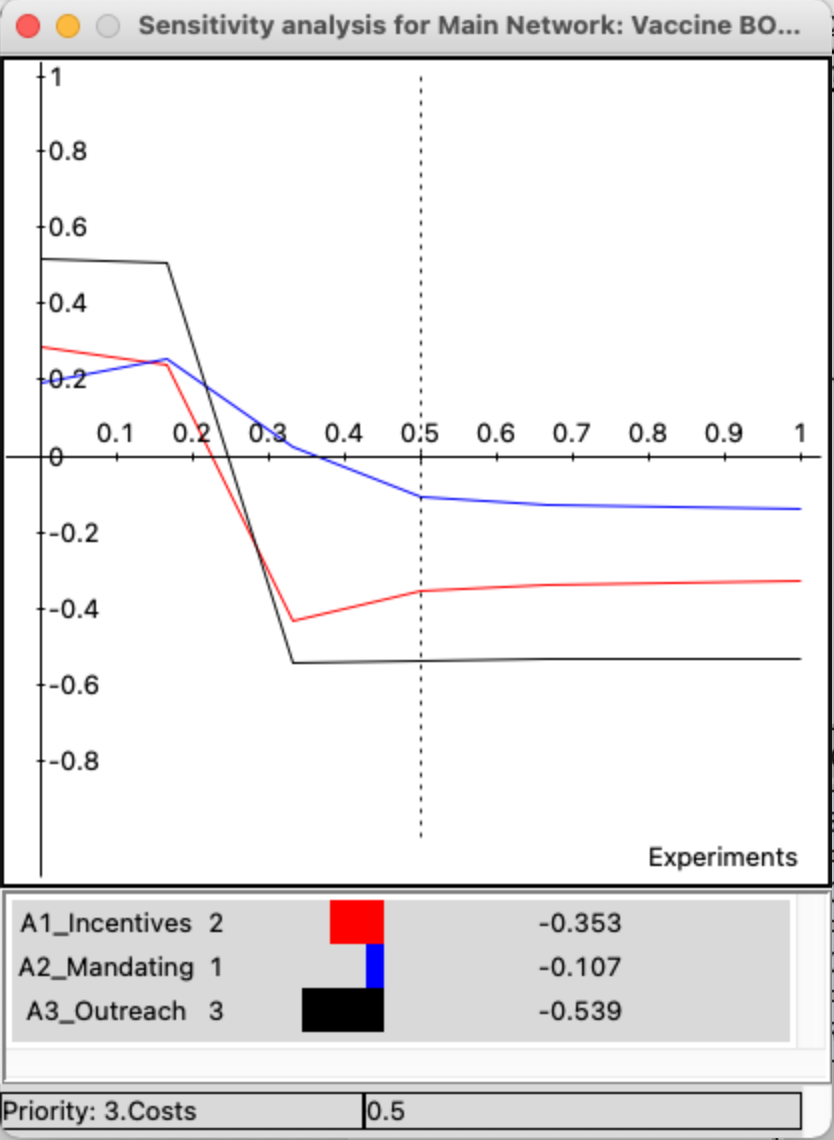 Sensitivity analysis for Main Network: Vaccine BO...
1
0.8
0.6
0.4
0.2
0.1 0.2 0.3 0.4 0.5 0.6 0.7 0.8 0.9 1
0
-0.2
-0.4
-0.6
-0.8
Experiments
A1_Incentives 2 -0.353
A2_Mandating 1 -0.107
A3_Outreach 3 -0.539
Priority: 3.Costs 0.5